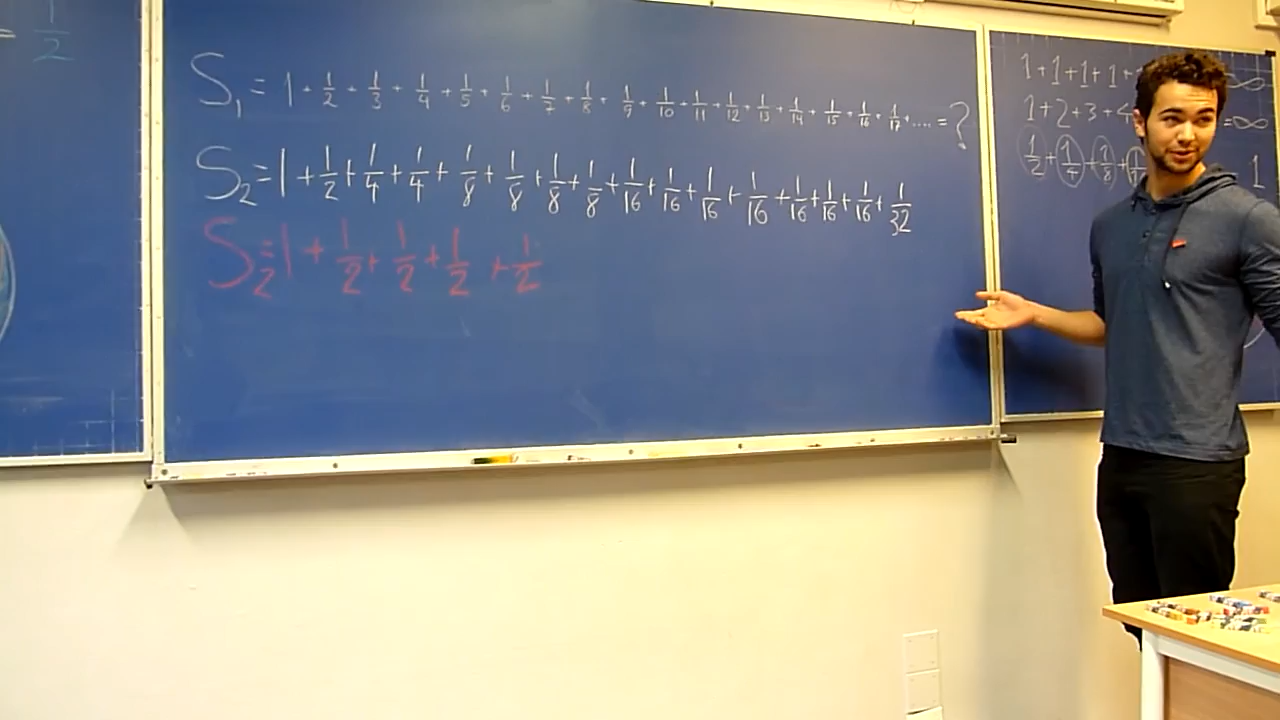 = 1/2
S₁ = 1 + 1/2 + 1/3 + 1/4 + 1/5 + 1/6 + 1/7 + 1/8 + 1/9 + 1/10 + 1/11 + 1/12 + 1/13 + 1/14 + 1/15 + 1/16 + 1/17 + .... = ?
S₂ = 1 + 1/2 + 1/4 + 1/4 + 1/8 + 1/8 + 1/8 + 1/8 + 1/16 + 1/16 + 1/16 + 1/16 + 1/16 + 1/16 + 1/16 + 1/32
S₂ = 1 + 1/2 + 1/2 + 1/2 + 1/2
1 + 1 + 1 + 1 + ∞
1 + 2 + 3 + 4 = ∞
1/2 + 1/4 + 1/8 + 1